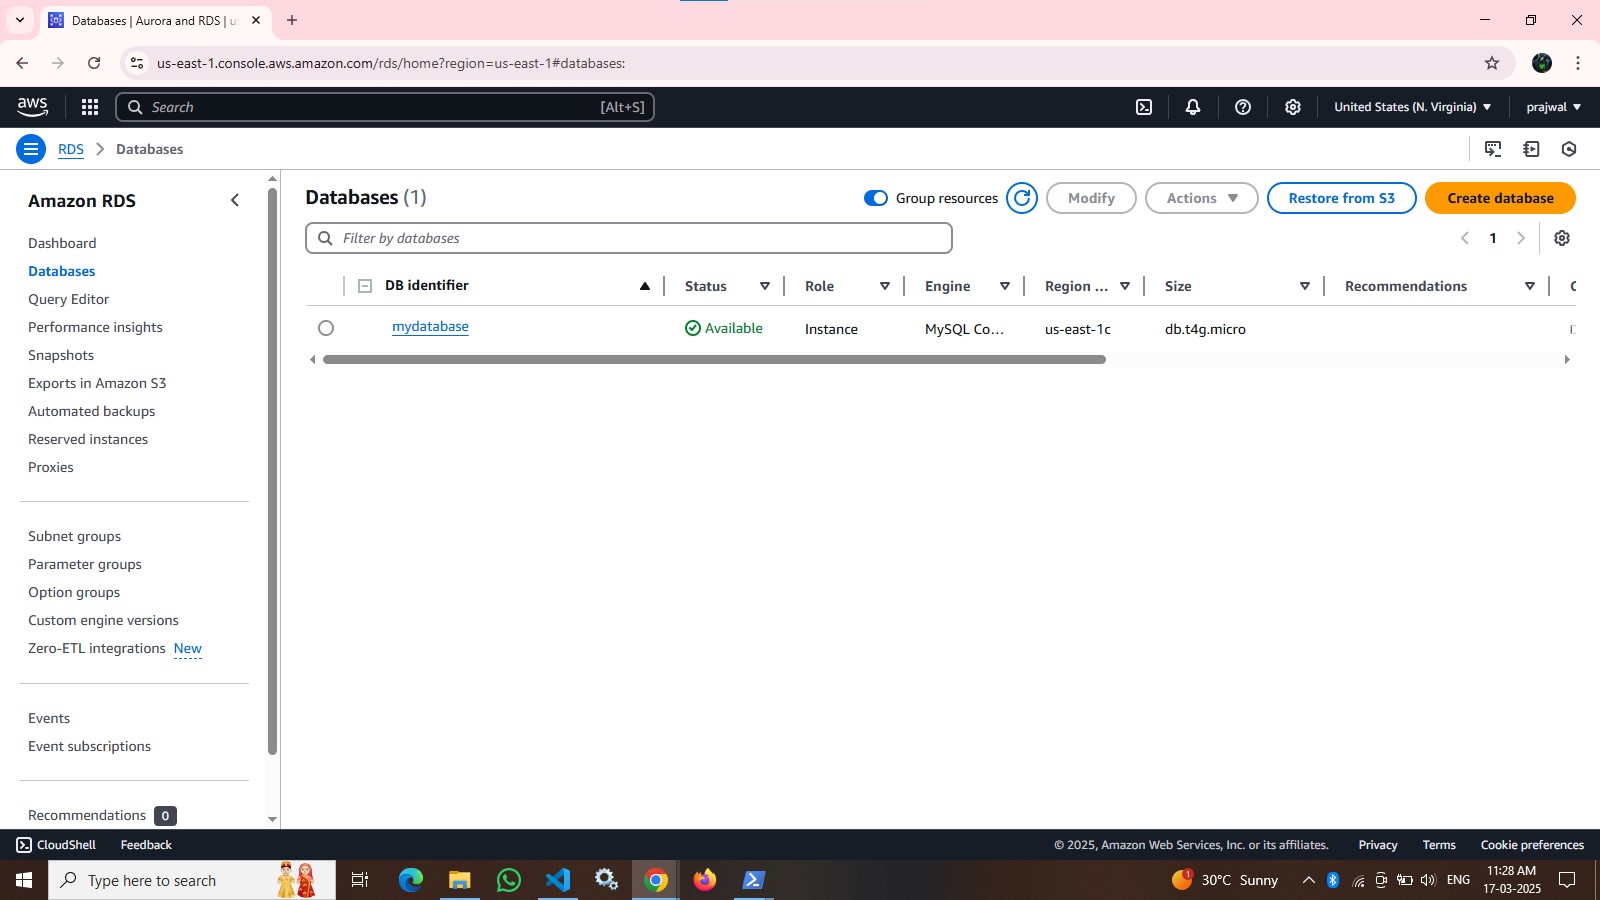 Databases | Aurora and RDS | us
us-east-1.console.aws.amazon.com/rds/home?region=us-east-1#databases:
aws
Search
[Alt+S]
United States (N. Virginia)
prajwal
RDS
Databases
Amazon RDS
Dashboard
Databases
Query Editor
Performance insights
Snapshots
Exports in Amazon S3
Automated backups
Reserved instances
Proxies
Subnet groups
Parameter groups
Option groups
Custom engine versions
Zero-ETL integrations New
Events
Event subscriptions
Recommendations 0
Databases (1)
Group resources
Modify
Actions
Restore from S3
Create database
Filter by databases
1
DB identifier Status Role Engine Region ... Size Recommendations
mydatabase Available Instance MySQL Co... us-east-1c db.t4g.micro
CloudShell Feedback
© 2025, Amazon Web Services, Inc. or its affiliates. Privacy Terms Cookie preferences
Type here to search
1
30°C Sunny
ENG
11:28 AM
17-03-2025